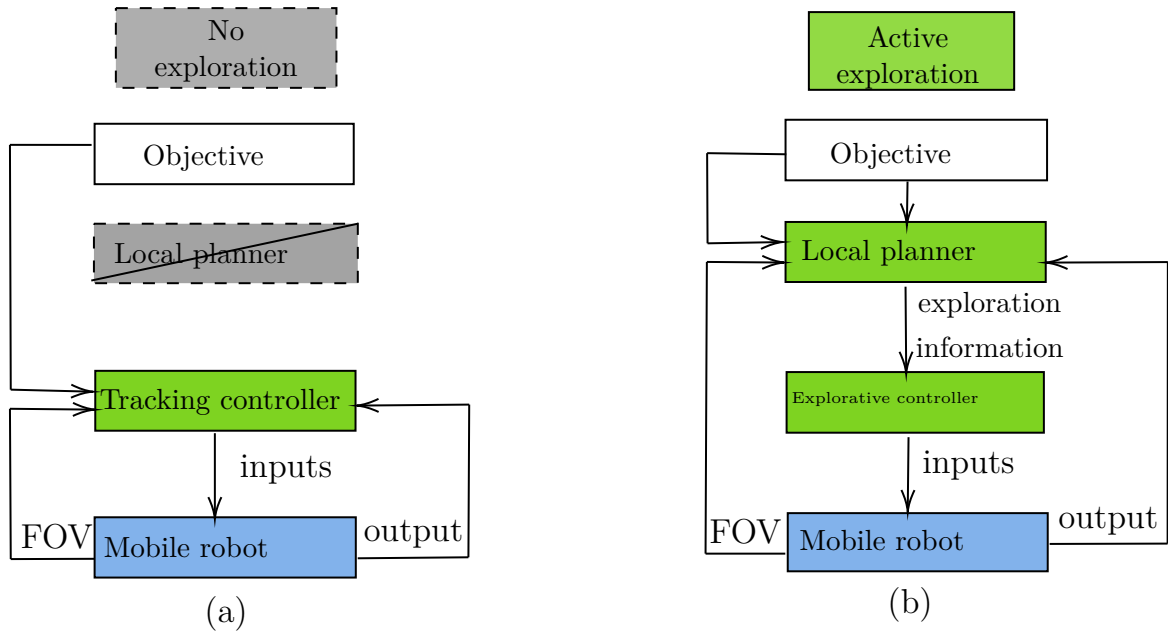 No
exploration
Objective
Local planner
Tracking controller
inputs
FOV
output
Mobile robot
(a)
Active
exploration
Objective
Local planner
exploration
information
Explorative controller
inputs
FOV
output
Mobile robot
(b)